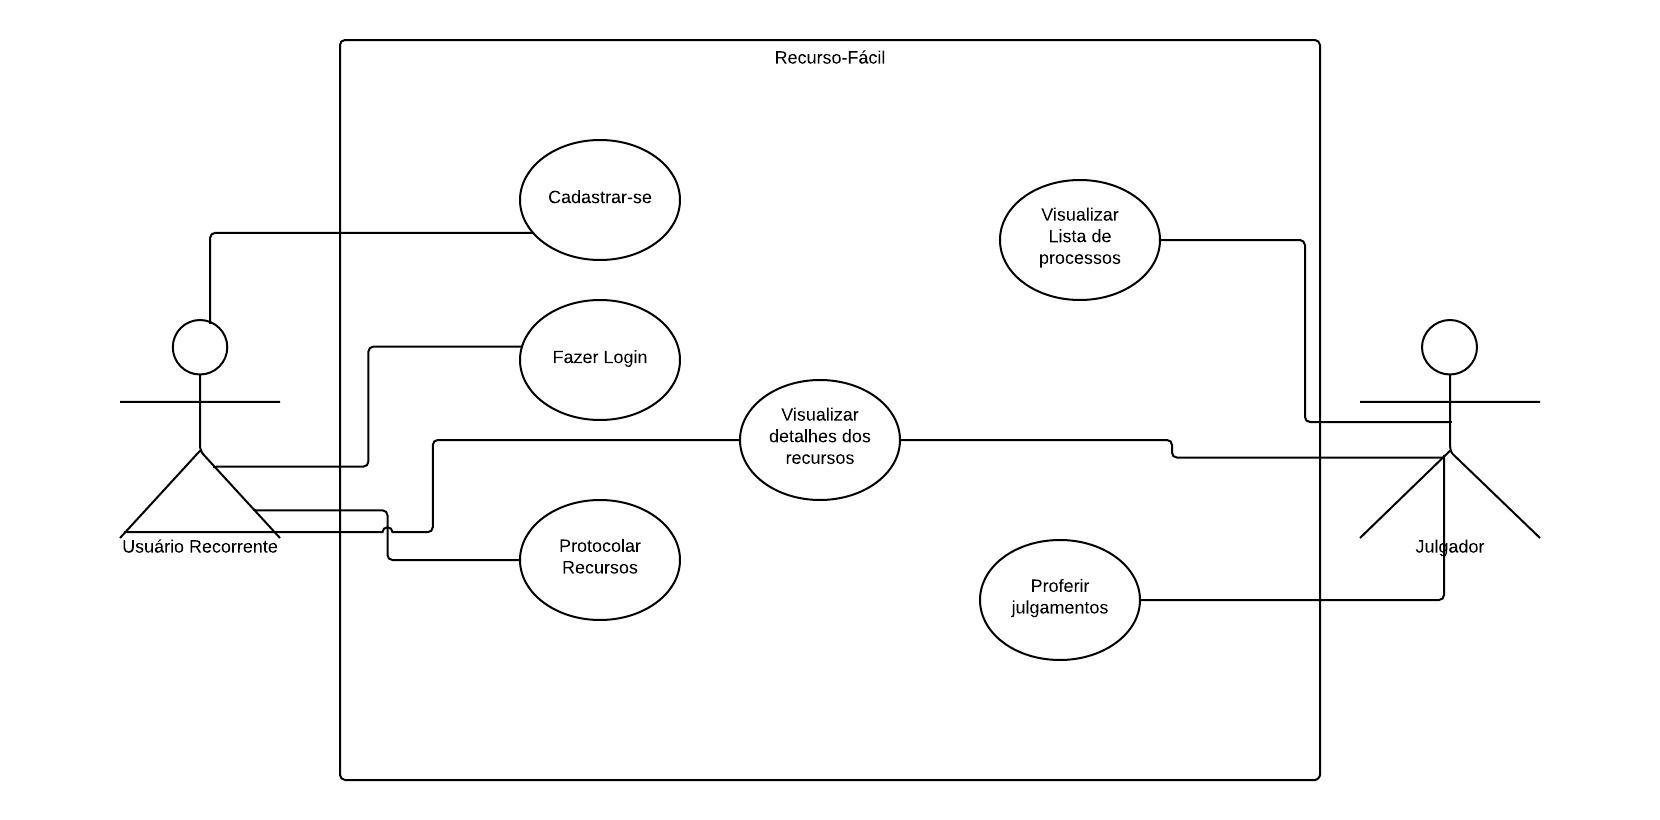 Recurso-Fácil
Cadastrar-se
Visualizar
Lista de
processos
Fazer Login
Visualizar
detalhes dos
recursos
Usuário Recorrente
Protocolar
Recursos
Julgador
Proferir
julgamentos